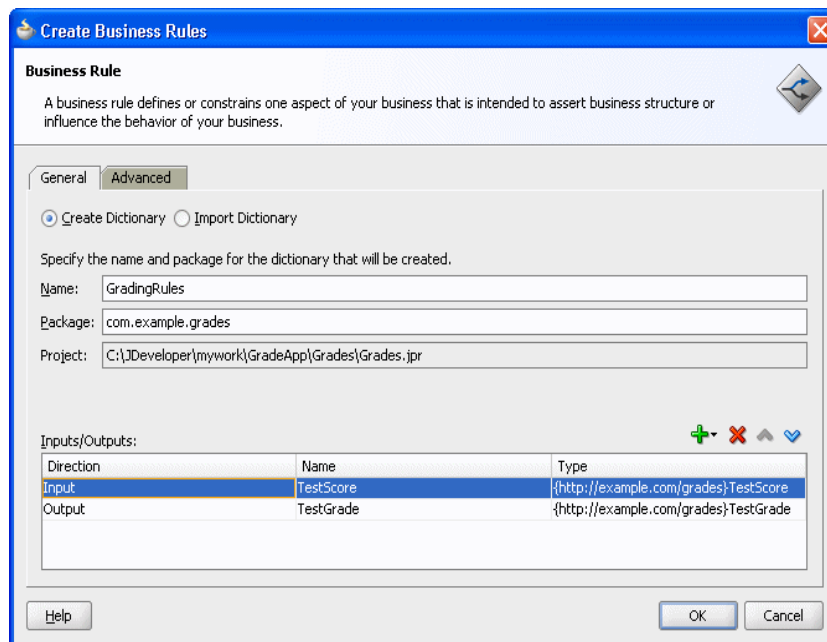 Create Business Rules
Business Rule
A business rule defines or constrains one aspect of your business that is intended to assert business structure or
influence the behavior of your business.
General Advanced
Create Dictionary Import Dictionary
Specify the name and package for the dictionary that will be created.
Name: GradingRules
Package: com.example.grades
Project: C:\JDeveloper\mywork\GradeApp\Grades\Grades.jpr
Inputs/Outputs:
Direction Name Type
Input TestScore {http://example.com/grades}TestScore
Output TestGrade {http://example.com/grades}TestGrade
Help OK Cancel